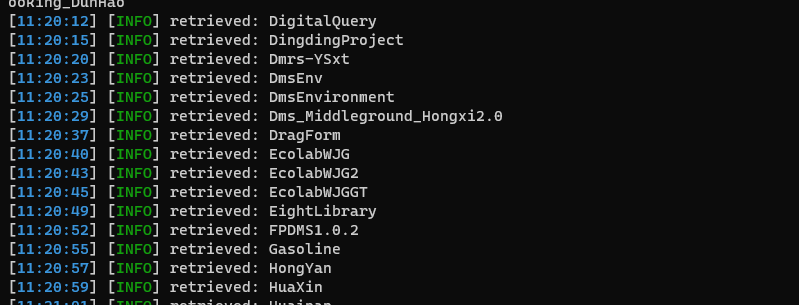 ooking_DunHao
[11:20:12] [INFO] retrieved: DigitalQuery
[11:20:15] [INFO] retrieved: DingdingProject
[11:20:20] [INFO] retrieved: Dmrs-YSxt
[11:20:23] [INFO] retrieved: DmsEnv
[11:20:25] [INFO] retrieved: DmsEnvironment
[11:20:29] [INFO] retrieved: Dms_Middleground_Hongxi2.0
[11:20:37] [INFO] retrieved: DragForm
[11:20:40] [INFO] retrieved: EcolabWJG
[11:20:43] [INFO] retrieved: EcolabWJG2
[11:20:45] [INFO] retrieved: EcolabWJGGT
[11:20:49] [INFO] retrieved: EightLibrary
[11:20:52] [INFO] retrieved: FPDMS1.0.2
[11:20:55] [INFO] retrieved: Gasoline
[11:20:57] [INFO] retrieved: HongYan
[11:20:59] [INFO] retrieved: HuaXin
[11:21:01] [INFO] retrieved: